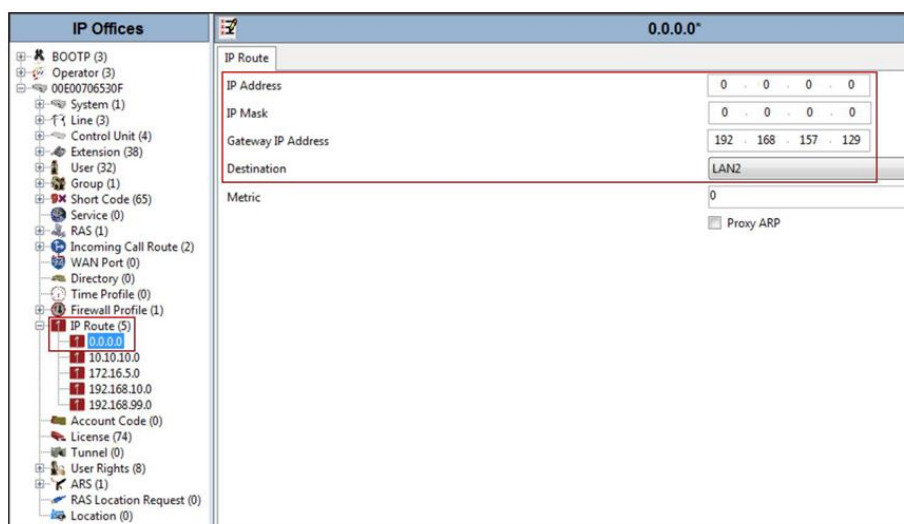 IP Offices
BOOTP (3)
Operator (3)
00E00706530F
System (1)
Line (3)
Control Unit (4)
Extension (38)
User (32)
Group (1)
Short Code (65)
Service (0)
RAS (1)
Incoming Call Route (2)
WAN Port (0)
Directory (0)
Time Profile (0)
Firewall Profile (1)
IP Route (5)
0.0.0.0
10.10.10.0
172.16.5.0
192.168.10.0
192.168.99.0
Account Code (0)
License (74)
Tunnel (0)
User Rights (8)
ARS (1)
RAS Location Request (0)
Location (0)
0.0.0.0*
IP Route
IP Address 0 . 0 . 0 . 0
IP Mask 0 . 0 . 0 . 0
Gateway IP Address 192 . 168 . 157 . 129
Destination LAN2
Metric 0
Proxy ARP